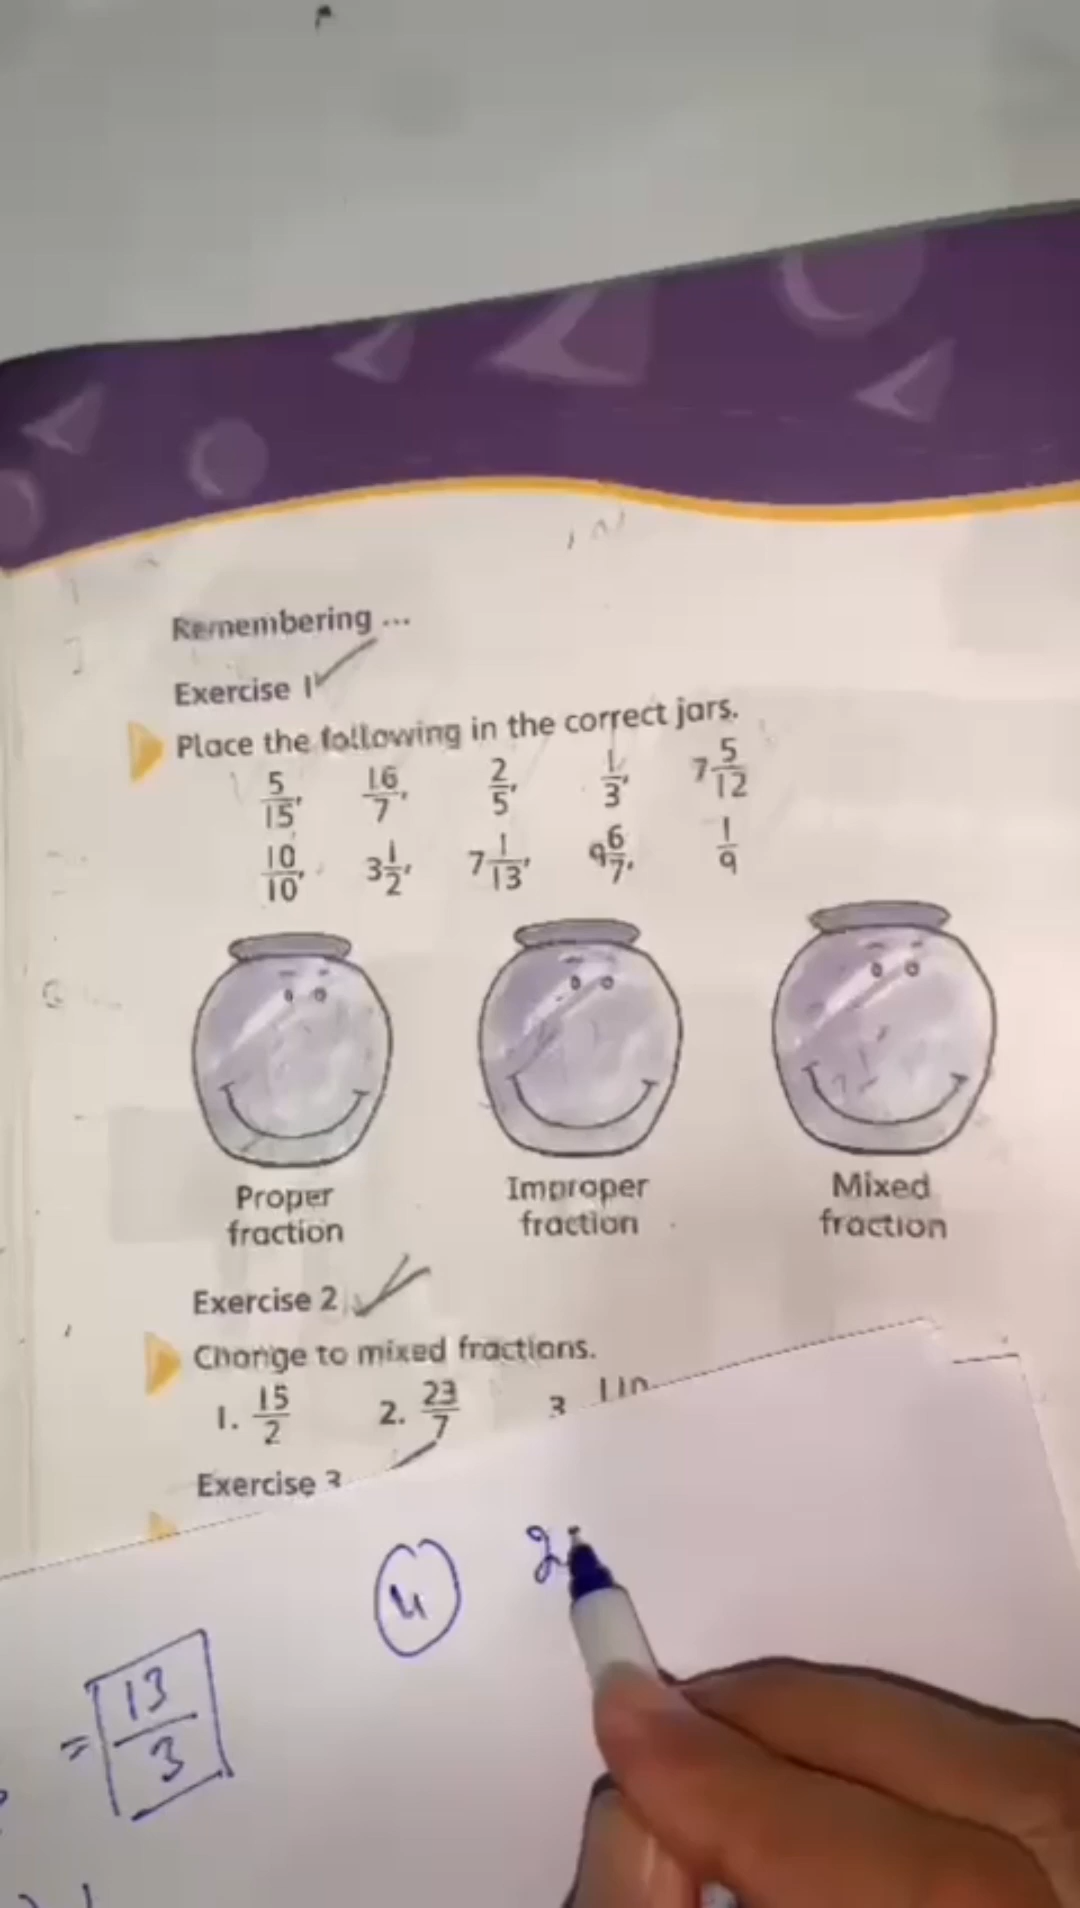 Remembering ...
Exercise 1
Place the following in the correct jars.
5/15, 16/7, 2/5, 1/3, 7 5/12
10/10, 3 1/2, 7 1/13, 9 6/7, 1/9
Proper fraction
Improper fraction
Mixed fraction
Exercise 2
Change to mixed fractions.
1. 15/2 2. 23/7 3
Exercise 3
4 2
= 13/3